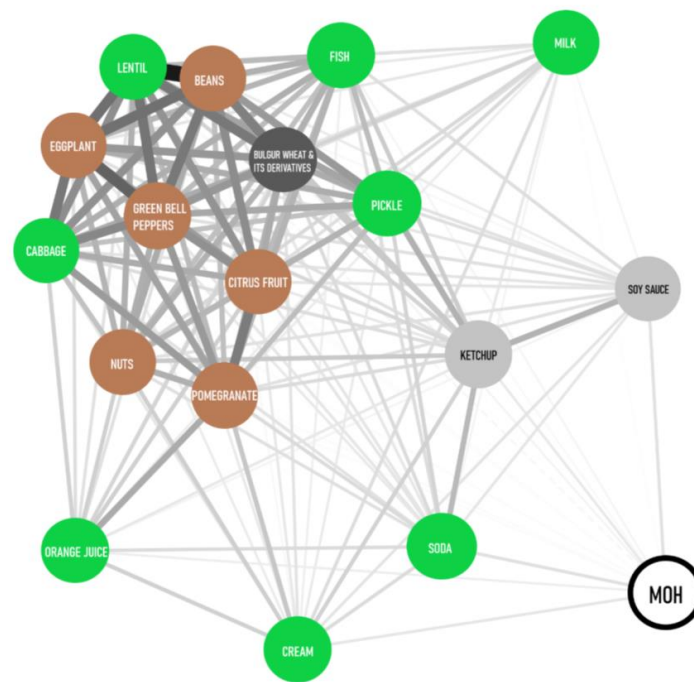 FISH
MILK
LENTIL
BEANS
EGGPLANT
BULGUR WHEAT &
ITS DERIVATIVES
GREEN BELL
PEPPERS
PICKLE
CABBAGE
CITRUS FRUIT
SOY SAUCE
KETCHUP
NUTS
POMEGRANATE
ORANGE JUICE
SODA
MOH
CREAM